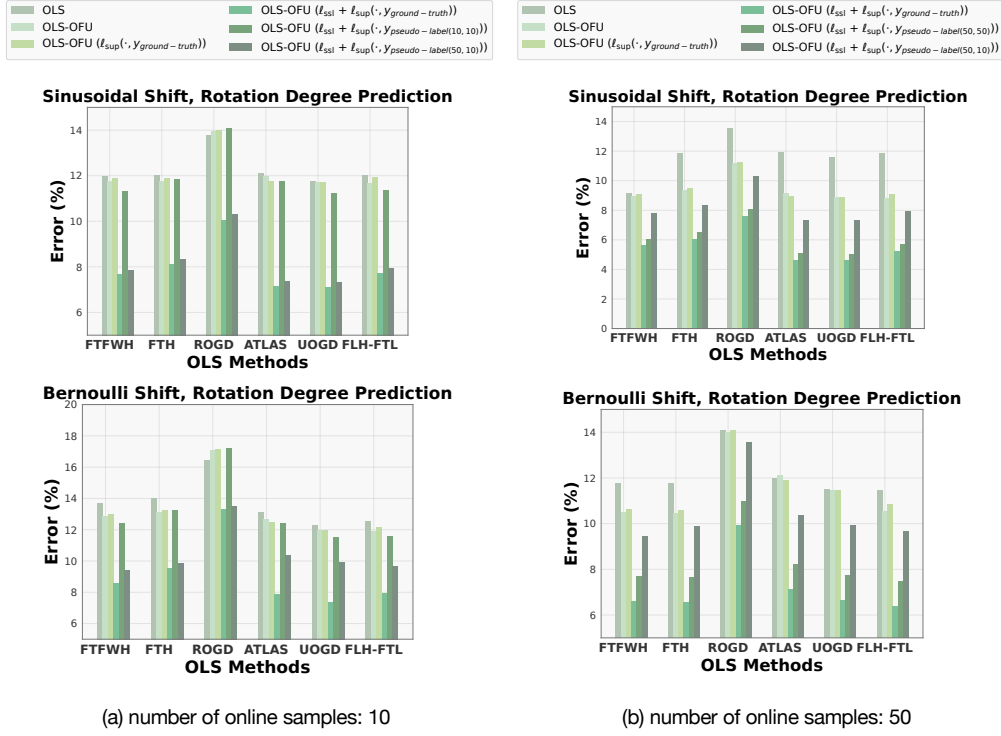 OLS
OLS-OFU
OLS-OFU (ℓsup(·, yground−truth))
OLS-OFU (ℓssl + ℓsup(·, yground−truth))
OLS-OFU (ℓssl + ℓsup(·, ypseudo−label(10,10)))
OLS-OFU (ℓssl + ℓsup(·, ypseudo−label(50,10)))
Sinusoidal Shift, Rotation Degree Prediction
Error (%)
14
12
10
8
6
FTFWH FTH ROGD ATLAS UOGD FLH-FTL
OLS Methods
Bernoulli Shift, Rotation Degree Prediction
Error (%)
20
18
16
14
12
10
8
6
FTFWH FTH ROGD ATLAS UOGD FLH-FTL
OLS Methods
(a) number of online samples: 10
OLS
OLS-OFU
OLS-OFU (ℓsup(·, yground−truth))
OLS-OFU (ℓssl + ℓsup(·, yground−truth))
OLS-OFU (ℓssl + ℓsup(·, ypseudo−label(50,50)))
OLS-OFU (ℓssl + ℓsup(·, ypseudo−label(50,10)))
Sinusoidal Shift, Rotation Degree Prediction
Error (%)
14
12
10
8
6
4
2
0
FTFWH FTH ROGD ATLAS UOGD FLH-FTL
OLS Methods
Bernoulli Shift, Rotation Degree Prediction
Error (%)
14
12
10
8
6
FTFWH FTH ROGD ATLAS UOGD FLH-FTL
OLS Methods
(b) number of online samples: 50